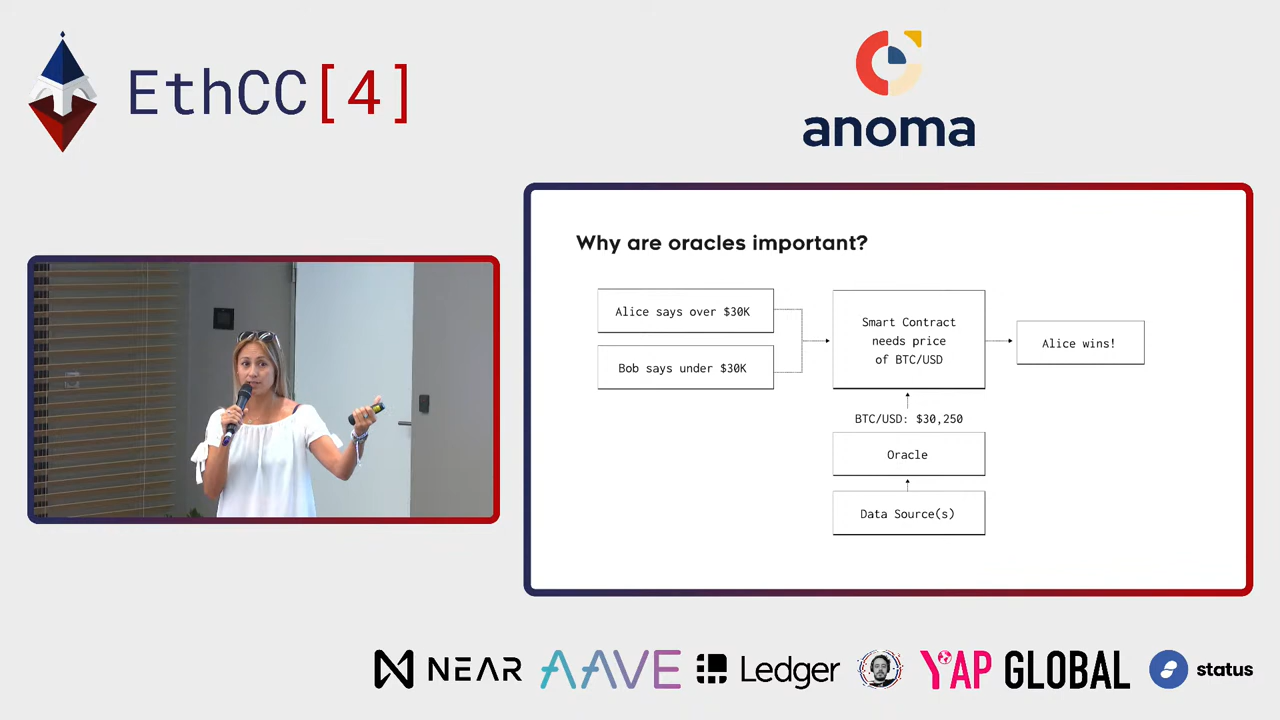 EthCC[4]
anoma
Why are oracles important?
Alice says over $30K
Bob says under $30K
Smart Contract
needs price
of BTC/USD
Alice wins!
BTC/USD: $30,250
Oracle
Data Source(s)
NEAR
AAVE
Ledger
YAP GLOBAL
status